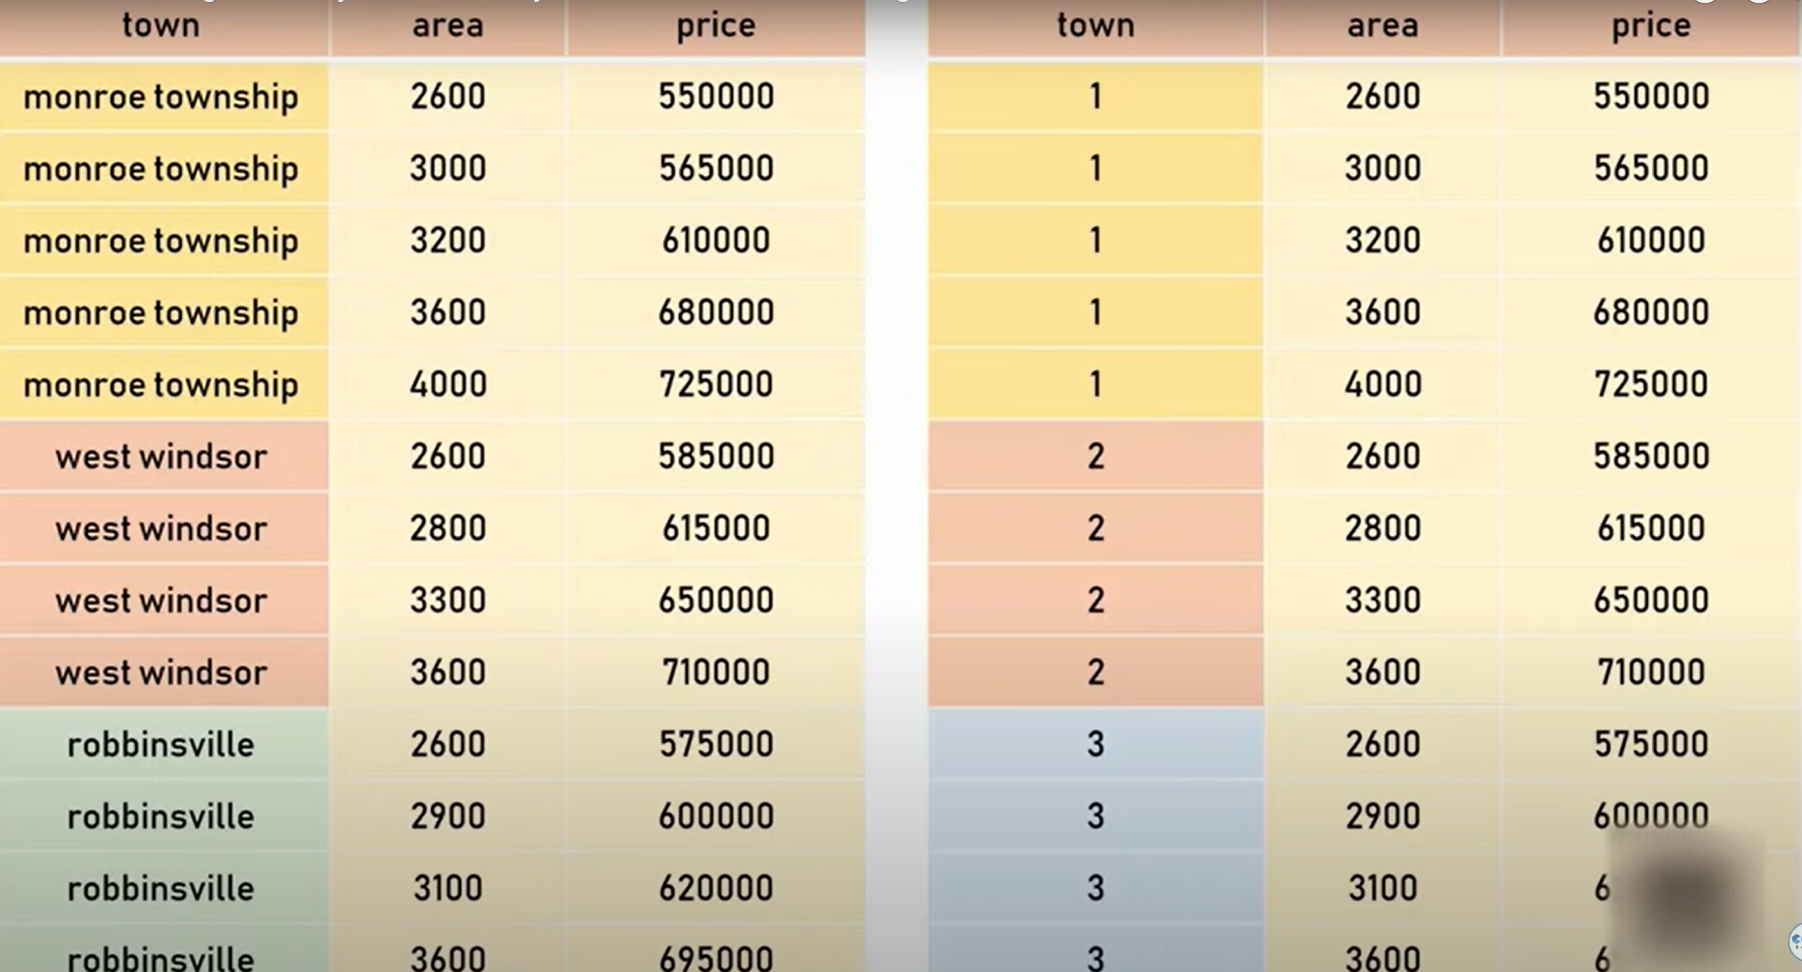 town area price town area price
monroe township 2600 550000 1 2600 550000
monroe township 3000 565000 1 3000 565000
monroe township 3200 610000 1 3200 610000
monroe township 3600 680000 1 3600 680000
monroe township 4000 725000 1 4000 725000
west windsor 2600 585000 2 2600 585000
west windsor 2800 615000 2 2800 615000
west windsor 3300 650000 2 3300 650000
west windsor 3600 710000 2 3600 710000
robbinsville 2600 575000 3 2600 575000
robbinsville 2900 600000 3 2900 600000
robbinsville 3100 620000 3 3100
robbinsville 3600 695000 3 3600